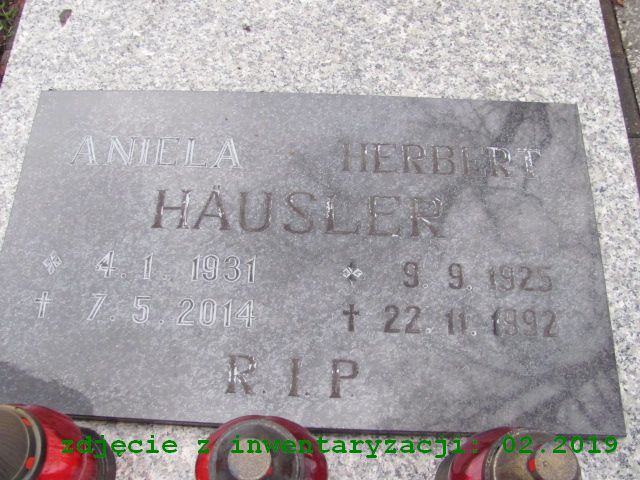 ANIELA HERBERT
HÄUSLER
* 4.1.1931 * 9.9.1925
† 7.5.2014 † 22.11.1992
R.I.P
zdjęcie z inwentaryzacji: 02.2019